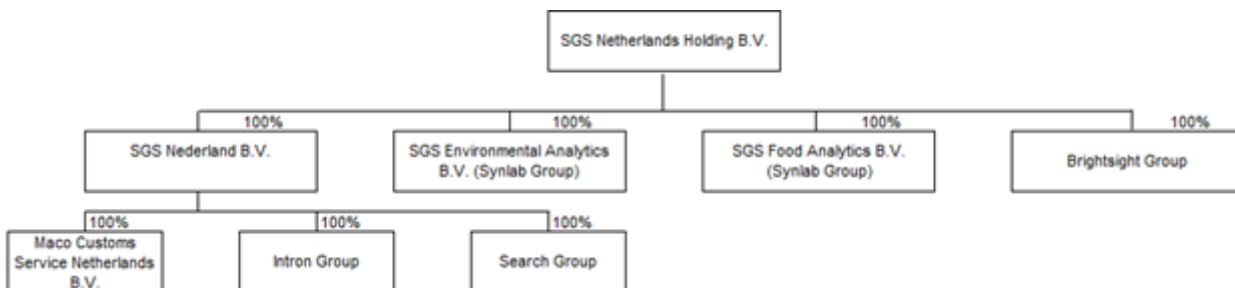 SGS Netherlands Holding B.V.
100%
100%
100%
100%
SGS Nederland B.V.
SGS Environmental Analytics
B.V. (Synlab Group)
SGS Food Analytics B.V.
(Synlab Group)
Brightsight Group
100%
100%
100%
Maco Customs
Service Netherlands
B.V.
Intron Group
Search Group